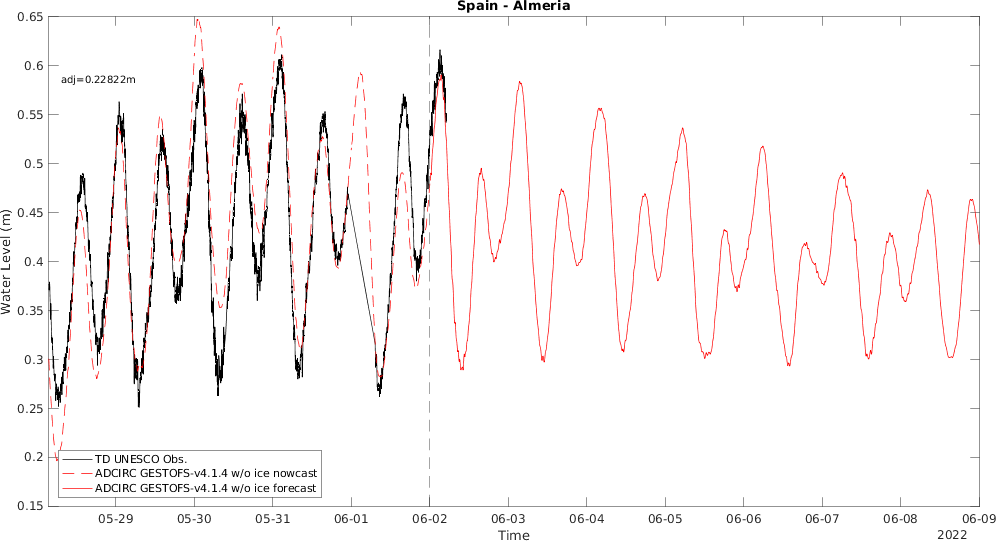 Spain - Almeria
0.65
0.6
0.55
0.5
0.45
0.4
0.35
0.3
0.25
0.2
0.15
Water Level (m)
adj=0.22822m
TD UNESCO Obs.
ADCIRC GESTOFS-v4.1.4 w/o ice nowcast
ADCIRC GESTOFS-v4.1.4 w/o ice forecast
05-29 05-30 05-31 06-01 06-02 06-03 06-04 06-05 06-06 06-07 06-08 06-09
Time
2022